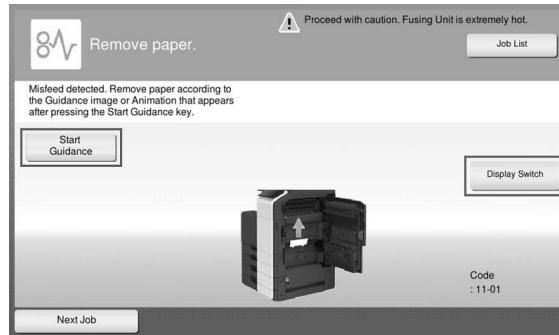 Proceed with caution. Fusing Unit is extremely hot.
Remove paper.
Job List
Misfeed detected. Remove paper according to
the Guidance image or Animation that appears
after pressing the Start Guidance key.
Start
Guidance
Display Switch
Code
: 11-01
Next Job